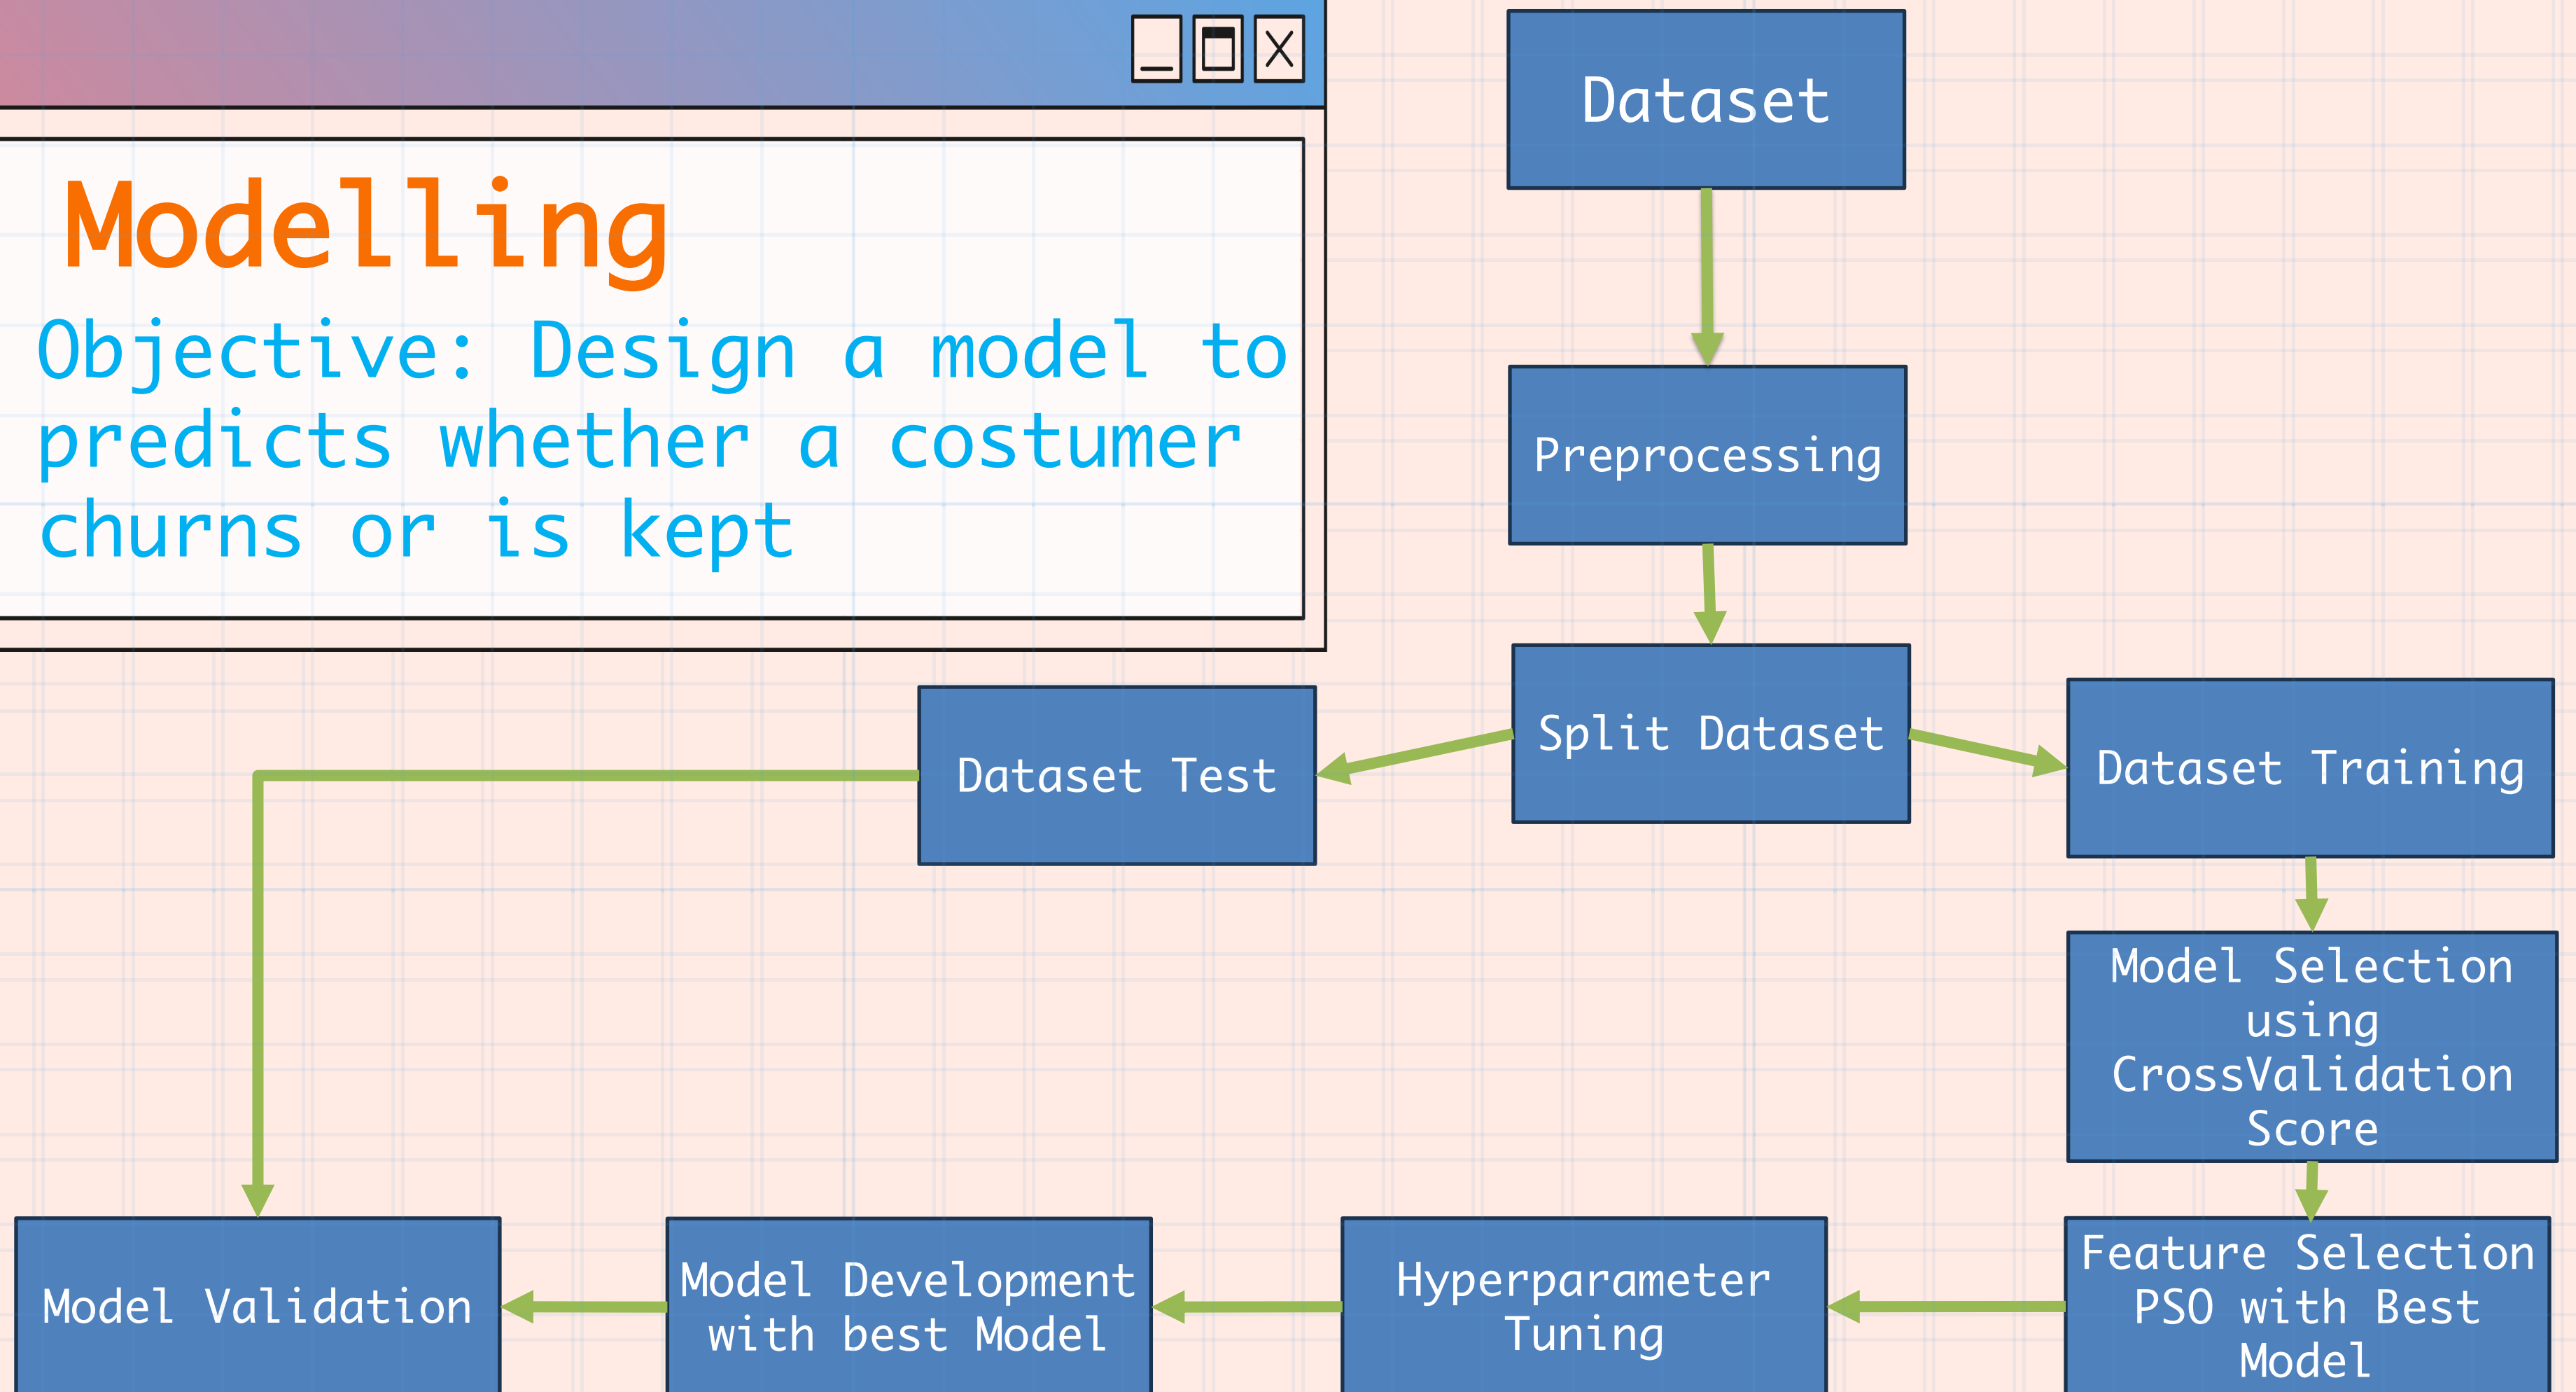 Modelling
Objective: Design a model to
predicts whether a costumer
churns or is kept
Dataset
Preprocessing
Split Dataset
Dataset Test
Dataset Training
Model Selection
using
CrossValidation
Score
Feature Selection
PSO with Best
Model
Hyperparameter
Tuning
Model Development
with best Model
Model Validation